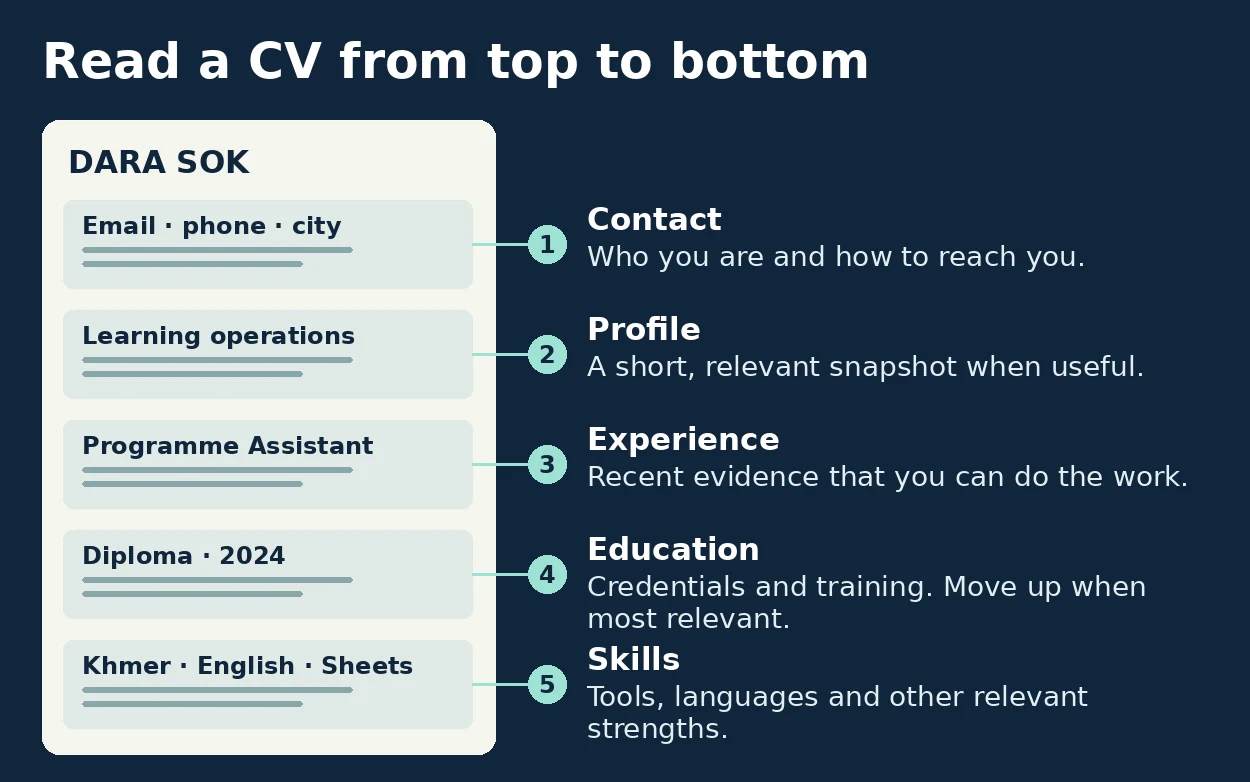 Read a CV from top to bottom
DARA SOK
Email · phone · city
1
Contact
Who you are and how to reach you.
Learning operations
2
Profile
A short, relevant snapshot when useful.
Programme Assistant
3
Experience
Recent evidence that you can do the work.
Diploma · 2024
4
Education
Credentials and training. Move up when
most relevant.
Khmer · English · Sheets
5
Skills
Tools, languages and other relevant
strengths.